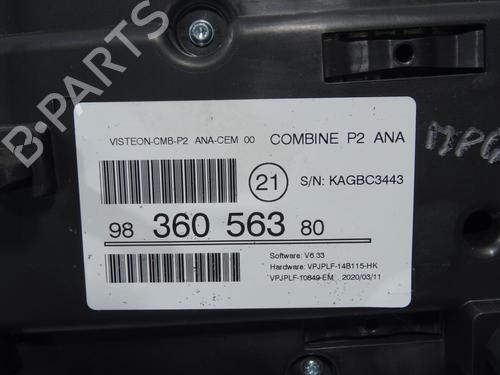 VISTEON-CMB-P2 ANA-CEM 00
COMBINE P2 ANA
21
S/N: KAGBC3443
98 360 563 80
Software: V6.33
Hardware: VPJPLF-14B115-HK
VPJPLF-10849-EM 2020/03/11
B-PARTS